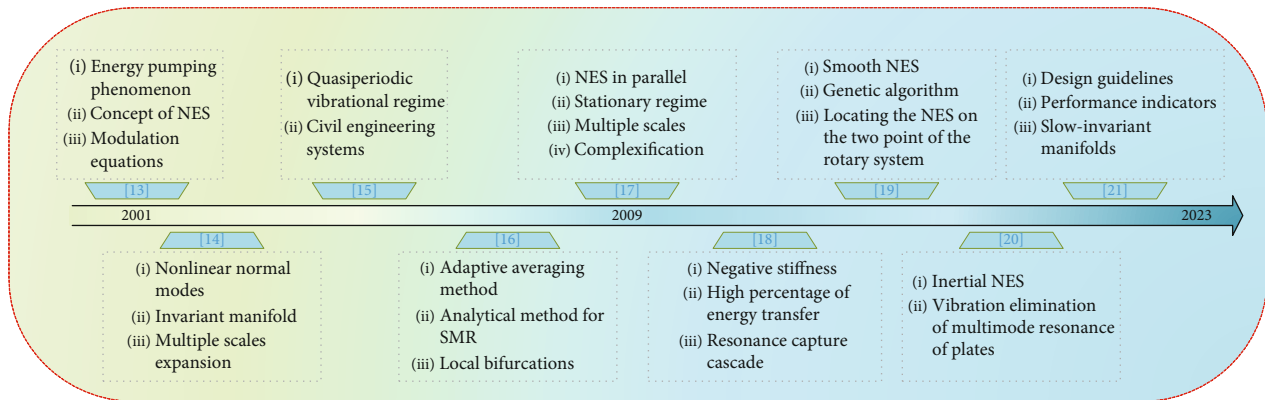 (i) Energy pumping
phenomenon
(ii) Concept of NES
(iii) Modulation
equations
(i) Quasiperiodic
vibrational regime
(ii) Civil engineering
systems
(i) NES in parallel
(ii) Stationary regime
(iii) Multiple scales
(iv) Complexification
(i) Smooth NES
(ii) Genetic algorithm
(iii) Locating the NES on
the two point of the
rotary system
(i) Design guidelines
(ii) Performance indicators
(iii) Slow-invariant
manifolds
[13]
[15]
[17]
[19]
[21]
2001
2009
2023
[14]
[16]
[18]
[20]
(i) Nonlinear normal
modes
(ii) Invariant manifold
(iii) Multiple scales
expansion
(i) Adaptive averaging
method
(ii) Analytical method for
SMR
(iii) Local bifurcations
(i) Negative stiffness
(ii) High percentage of
energy transfer
(iii) Resonance capture
cascade
(i) Inertial NES
(ii) Vibration elimination
of multimode resonance
of plates